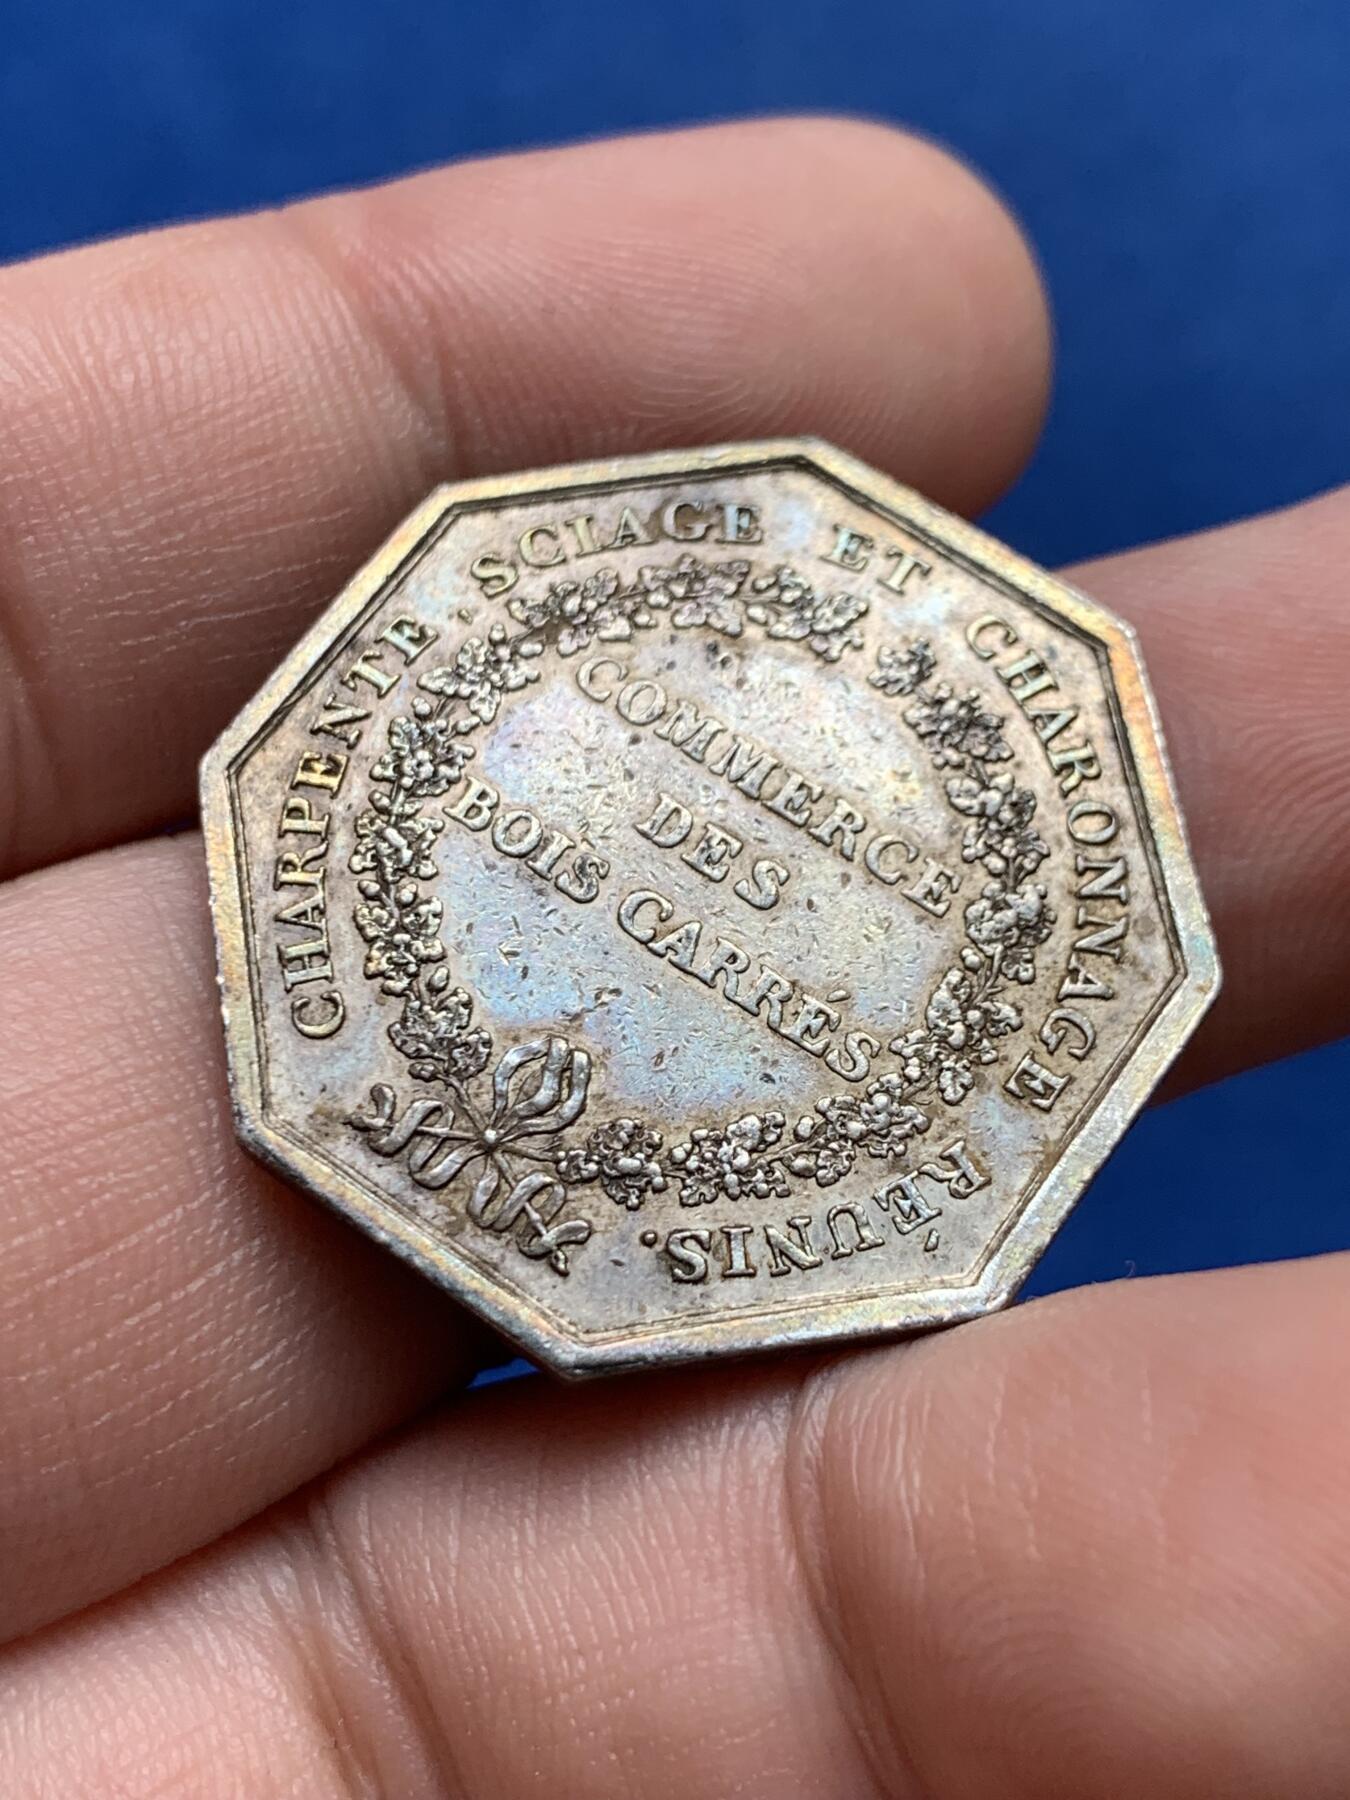 CHARPENTE, SCIAGE ET CHARONNAGE RÉUNIS.
COMMERCE
DES
BOIS CARRÉS